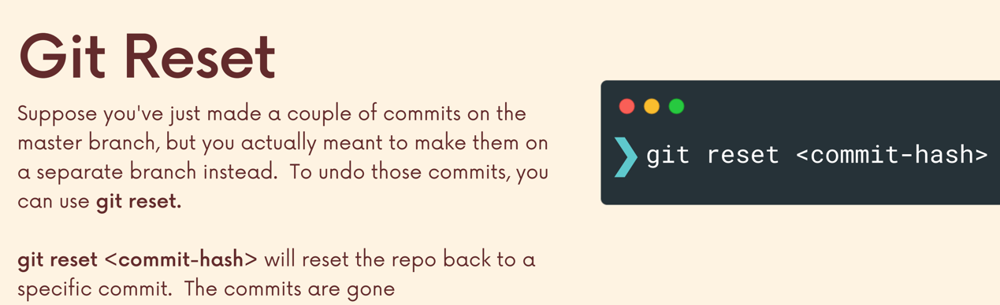 Git Reset
Suppose you've just made a couple of commits on the
master branch, but you actually meant to make them on
a separate branch instead.  To undo those commits, you
can use git reset.
git reset <commit-hash> will reset the repo back to a
specific commit.  The commits are gone
❯ git reset <commit-hash>